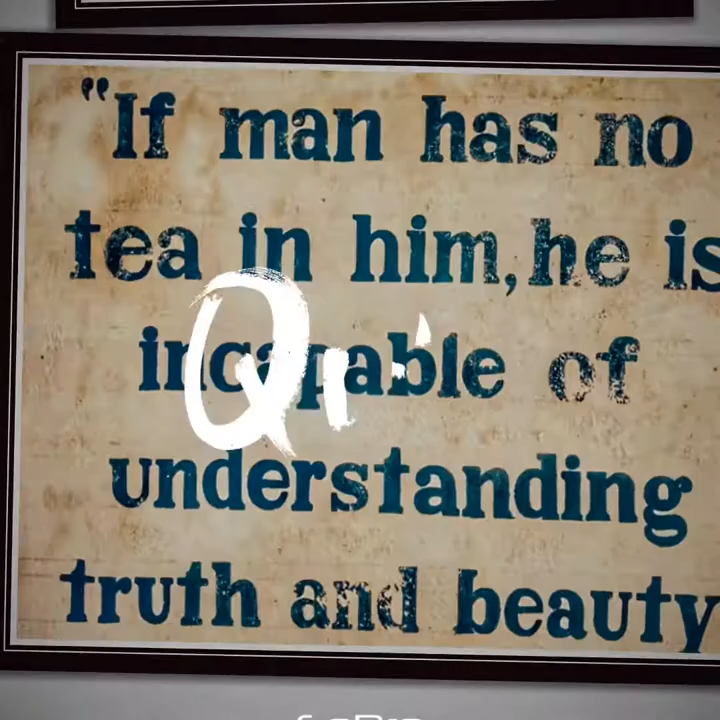 "If man has no
tea in him, he is
incapable of
understanding
truth and beauty